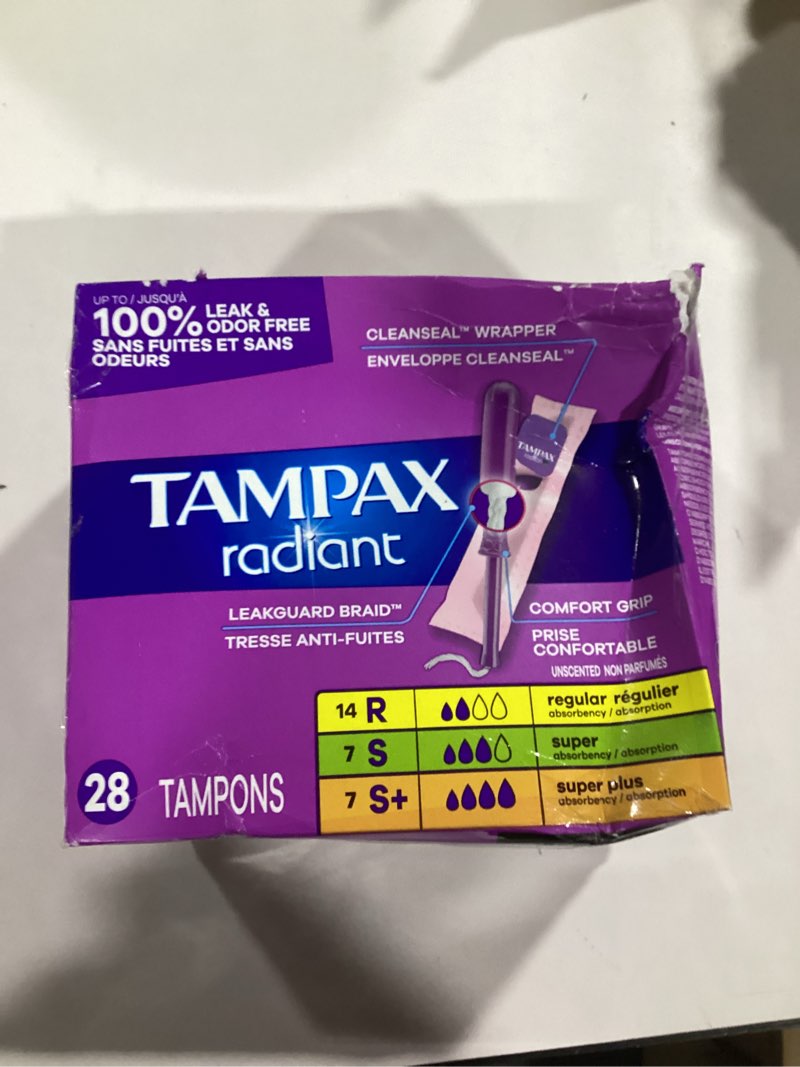 UP TO / JUSQU'À
100% LEAK & ODOR FREE
SANS FUITES ET SANS
ODEURS
CLEANSEAL™ WRAPPER
ENVELOPPE CLEANSEAL™
TAMPAX
TAMPAX
radiant
LEAKGUARD BRAID™
TRESSE ANTI-FUITES
COMFORT GRIP
PRISE
CONFORTABLE
UNSCENTED NON PARFUMÉS
14 R regular régulier
absorbency / absorption
7 S super
absorbency / absorption
7 S+ super plus
absorbency / absorption
28 TAMPONS